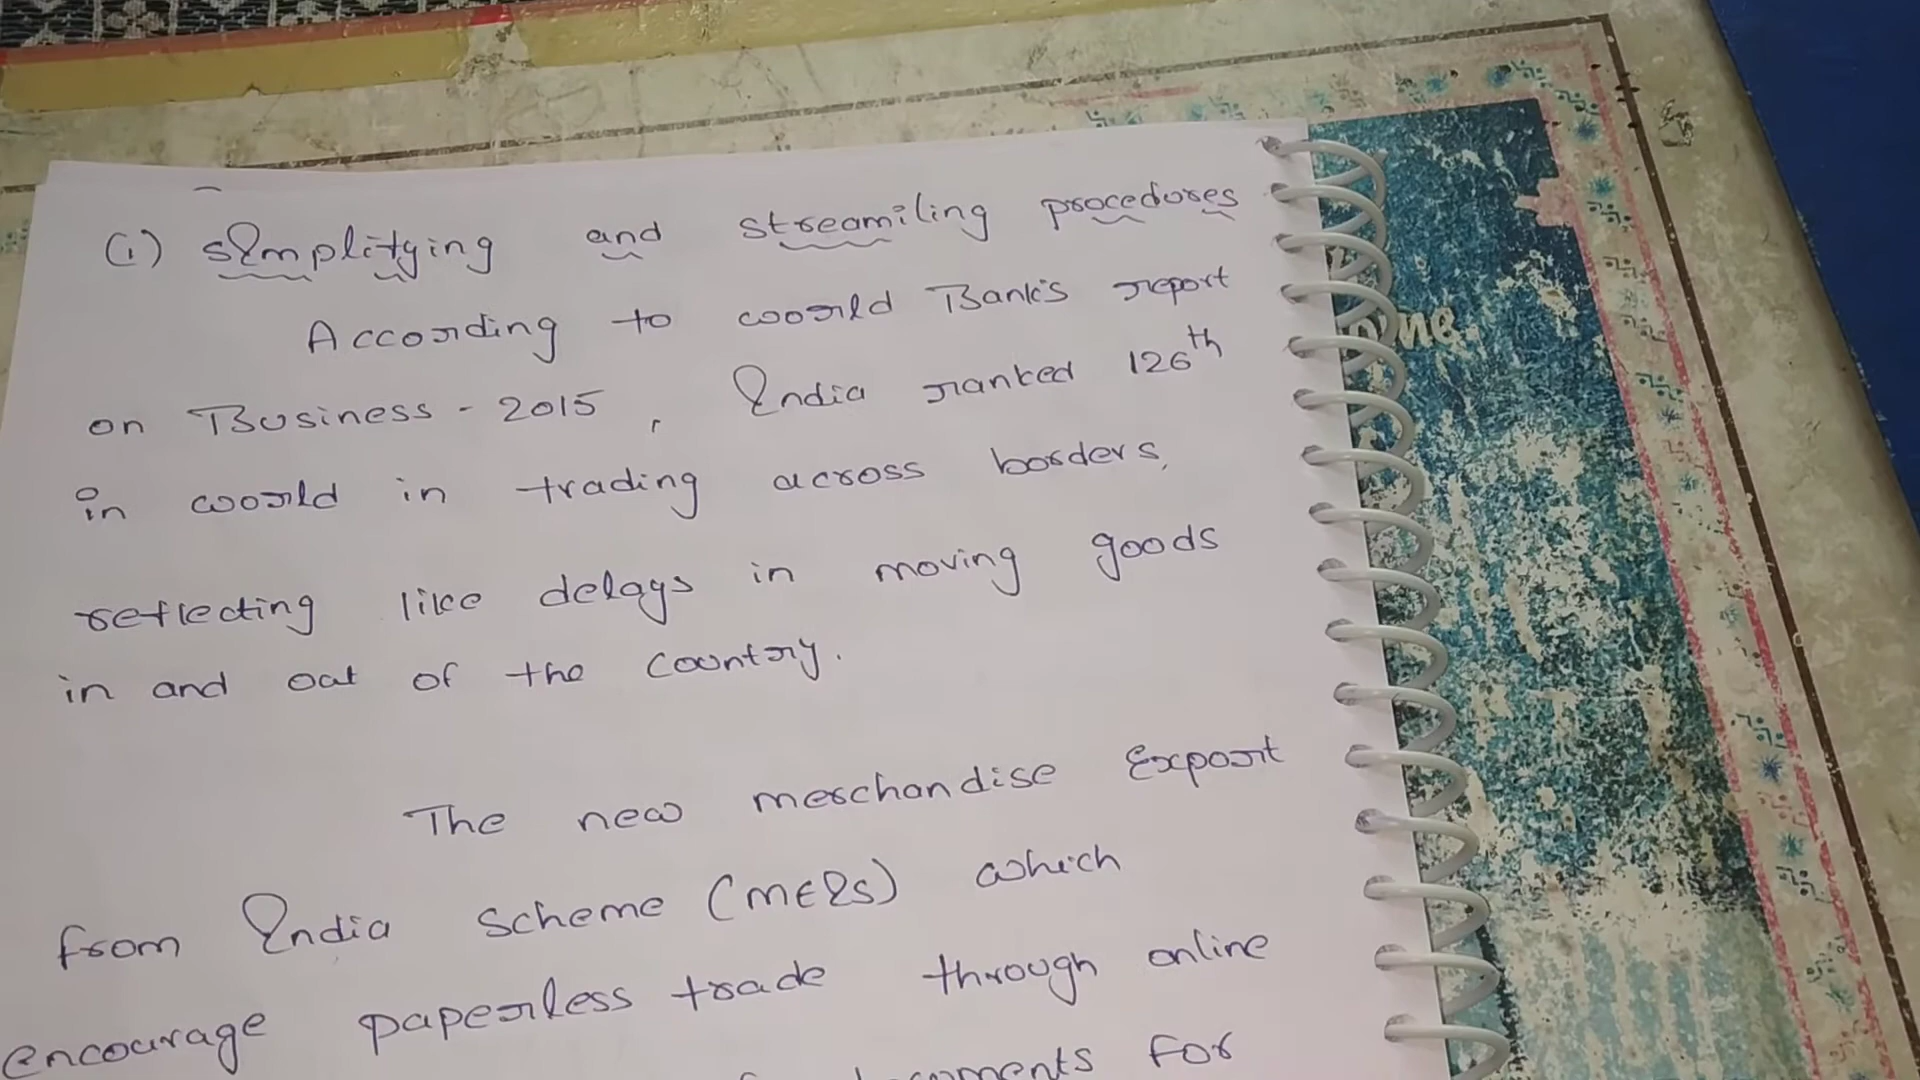 (i) simplifying and streamiling procedures
According to woorld Bank's report
on Business - 2015, India ranked 126th
in woorld in trading across borders,
reflecting like delays in moving goods
in and out of the country.
The new merchandise Export
from India scheme (MEIS) which
encourage paperless trade through online
for